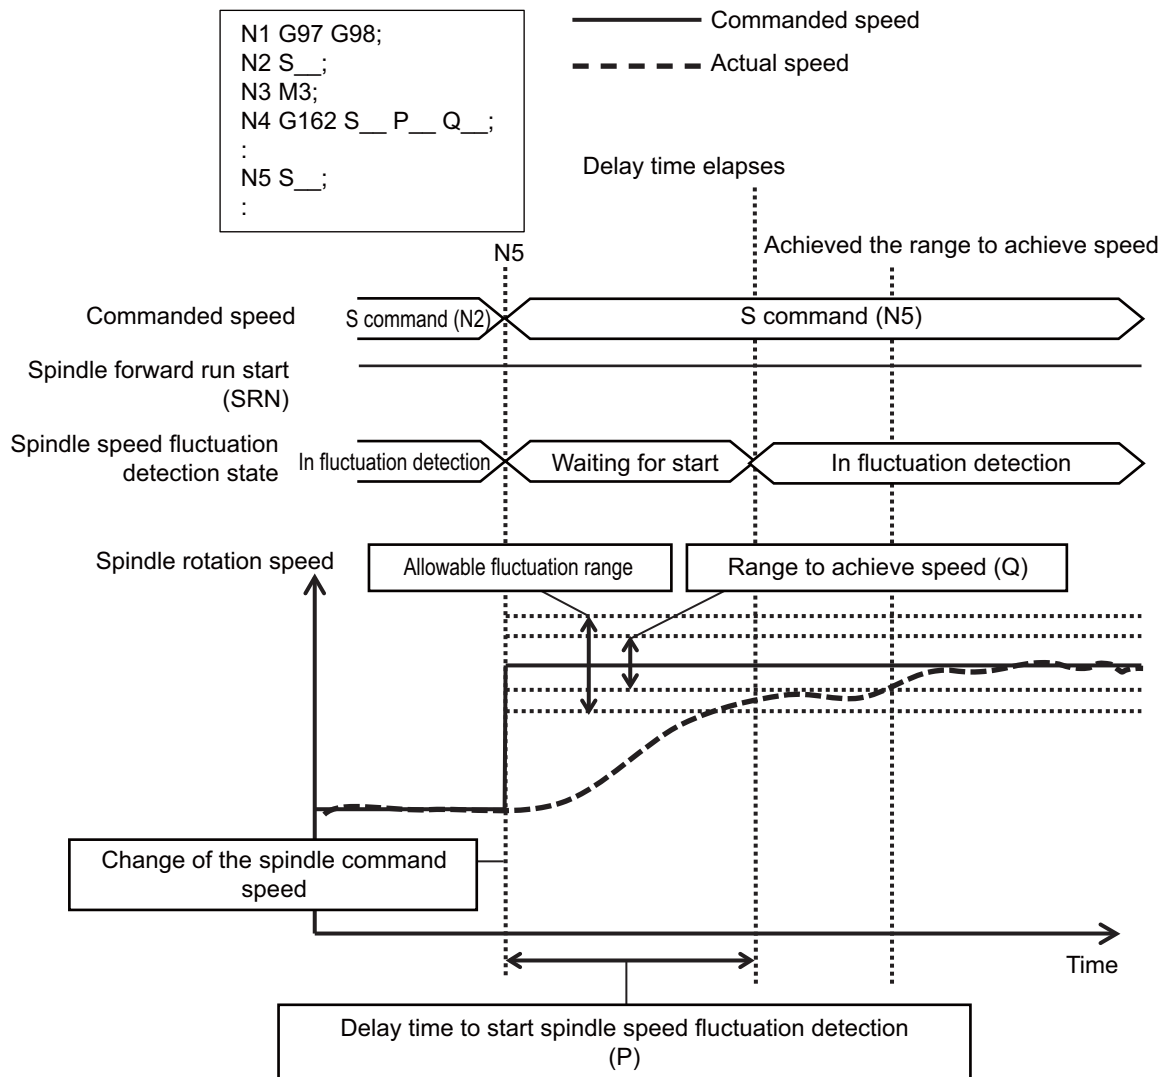 N1 G97 G98;
N2 S__;
N3 M3;
N4 G162 S__ P__ Q__;
:
N5 S__;
:
Commanded speed
Actual speed
Delay time elapses
N5
Achieved the range to achieve speed
Commanded speed
S command (N2)
S command (N5)
Spindle forward run start
(SRN)
Spindle speed fluctuation
detection state
In fluctuation detection
Waiting for start
In fluctuation detection
Spindle rotation speed
Allowable fluctuation range
Range to achieve speed (Q)
Change of the spindle command
speed
Time
Delay time to start spindle speed fluctuation detection
(P)